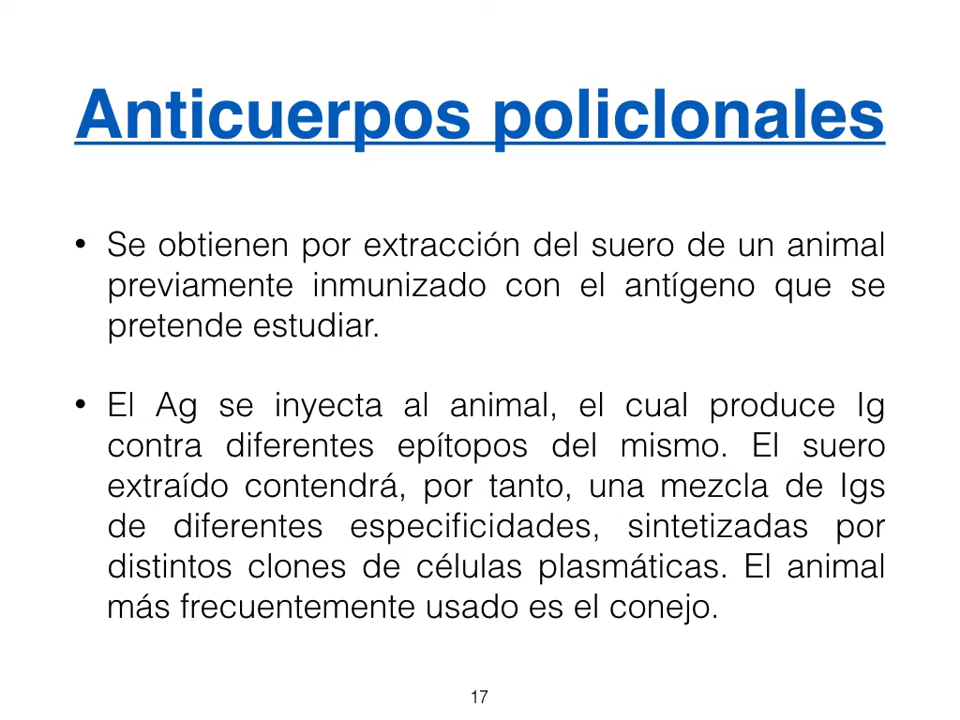 Anticuerpos policlonales
• Se obtienen por extracción del suero de un animal
previamente inmunizado con el antígeno que se
pretende estudiar.
• El Ag se inyecta al animal, el cual produce Ig
contra diferentes epítopos del mismo. El suero
extraído contendrá, por tanto, una mezcla de Igs
de diferentes especificidades, sintetizadas por
distintos clones de células plasmáticas. El animal
más frecuentemente usado es el conejo.
17